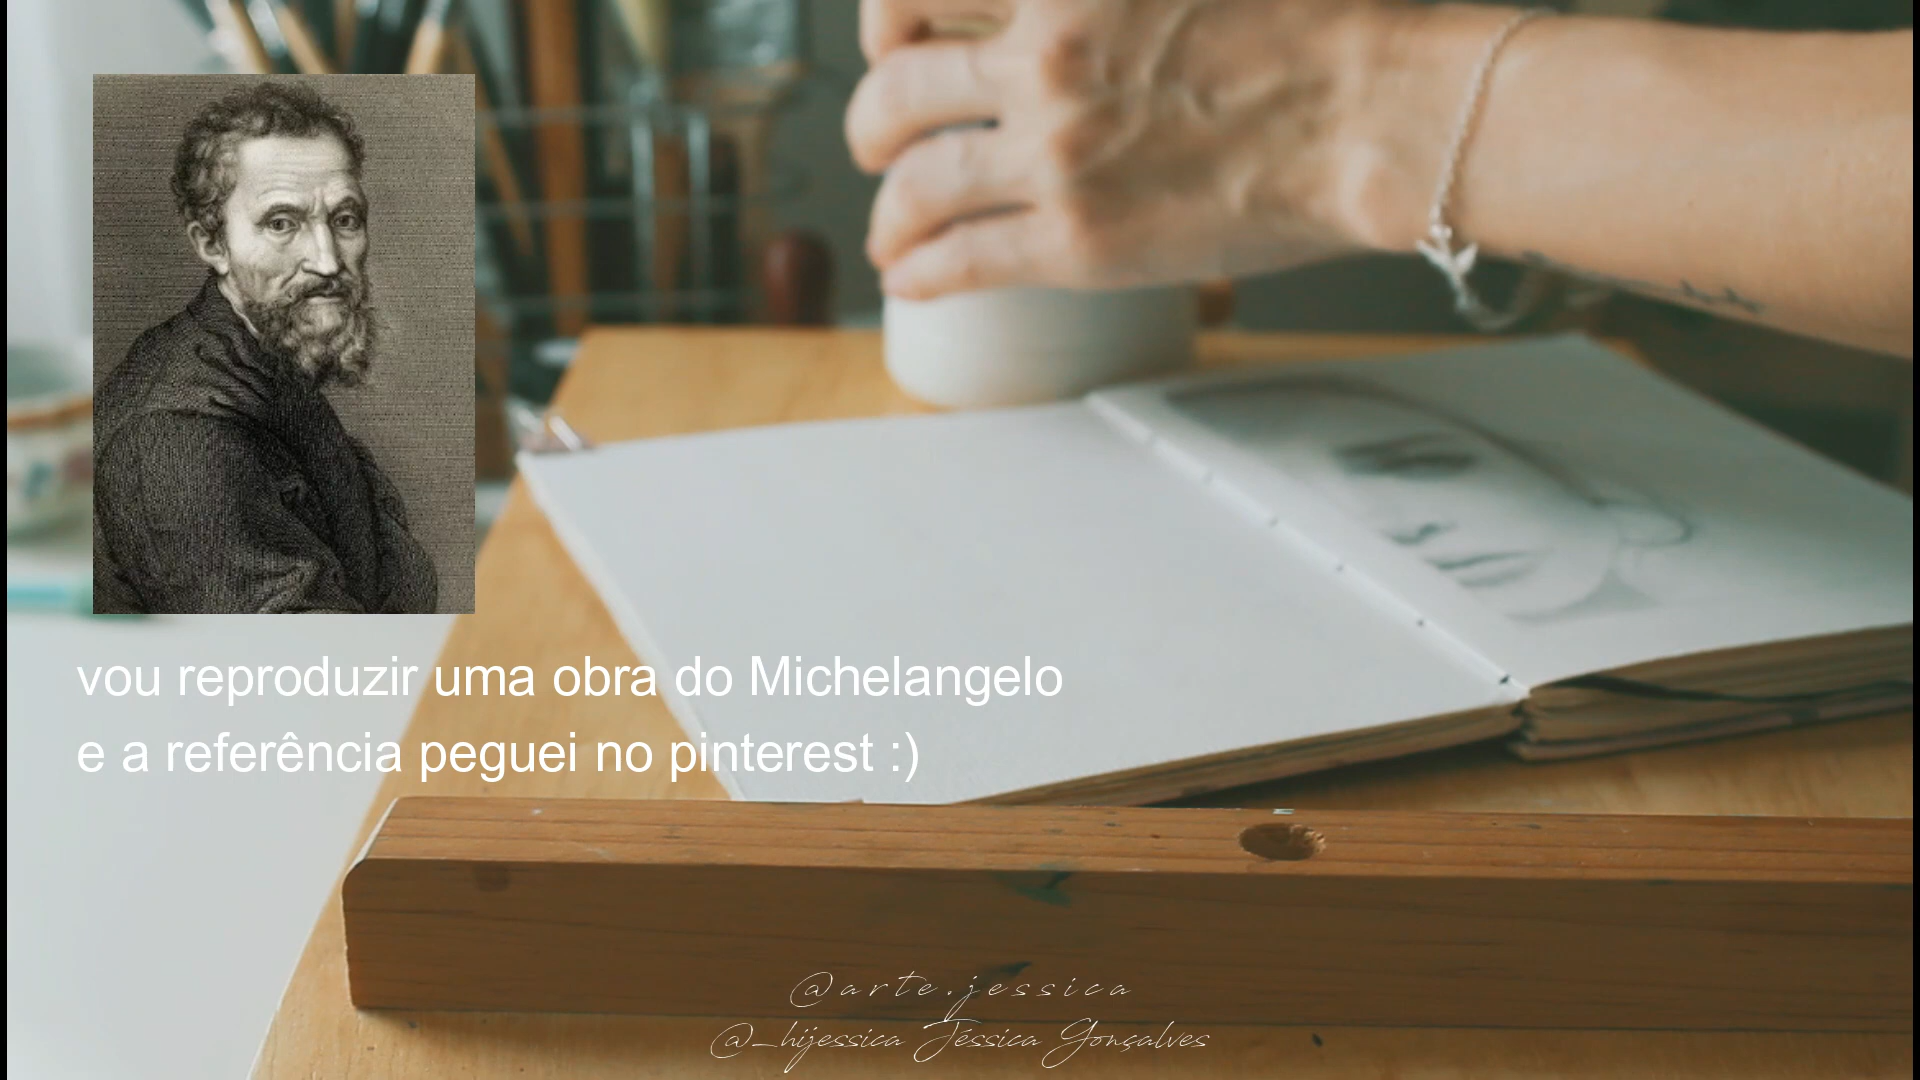 vou reproduzir uma obra do Michelangelo
e a referência peguei no pinterest :)
@arte.jessica
@_hijessica Jéssica Gonçalves